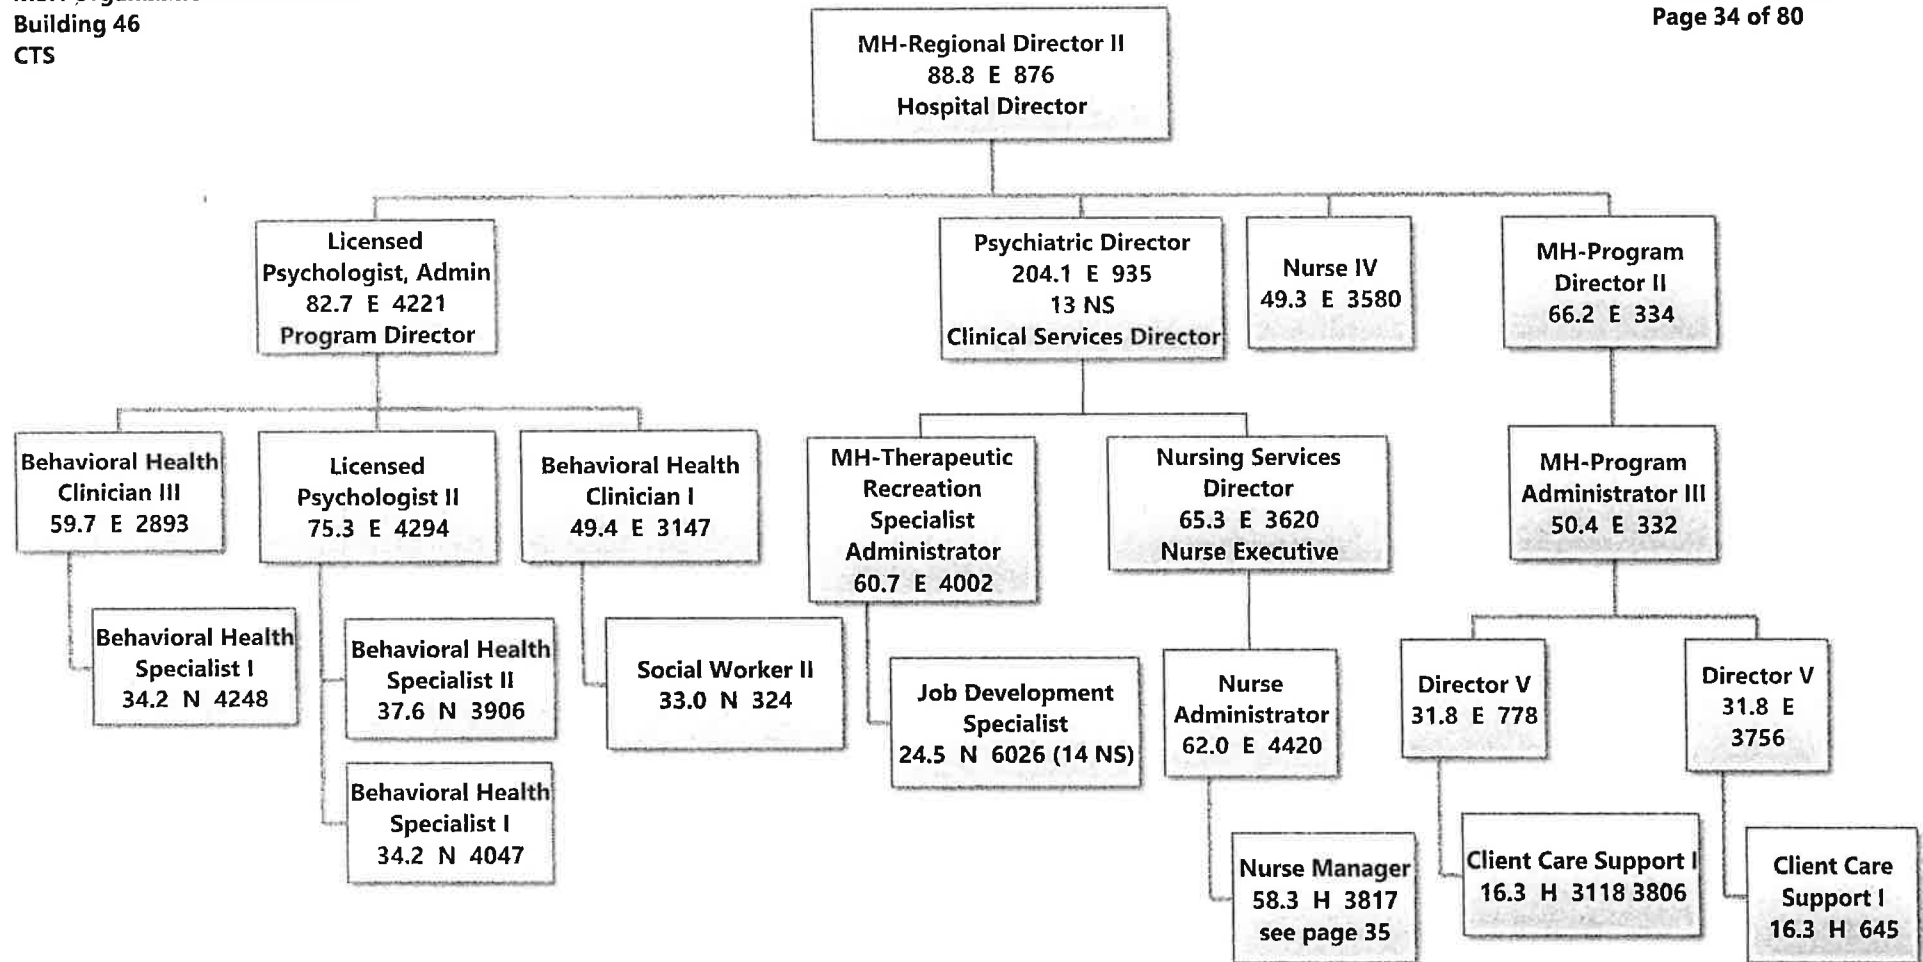 Building 46
CTS
Page 34 of 80
MH-Regional Director II
88.8 E 876
Hospital Director
Licensed
Psychologist, Admin
82.7 E 4221
Program Director
Psychiatric Director
204.1 E 935
13 NS
Clinical Services Director
Nurse IV
49.3 E 3580
MH-Program
Director II
66.2 E 334
Behavioral Health
Clinician III
59.7 E 2893
Licensed
Psychologist II
75.3 E 4294
Behavioral Health
Clinician I
49.4 E 3147
MH-Therapeutic
Recreation
Specialist
Administrator
60.7 E 4002
Nursing Services
Director
65.3 E 3620
Nurse Executive
MH-Program
Administrator III
50.4 E 332
Behavioral Health
Specialist I
34.2 N 4248
Behavioral Health
Specialist II
37.6 N 3906
Behavioral Health
Specialist I
34.2 N 4047
Social Worker II
33.0 N 324
Job Development
Specialist
24.5 N 6026 (14 NS)
Nurse
Administrator
62.0 E 4420
Director V
31.8 E 778
Director V
31.8 E
3756
Nurse Manager
58.3 H 3817
see page 35
Client Care Support I
16.3 H 3118 3806
Client Care
Support I
16.3 H 645